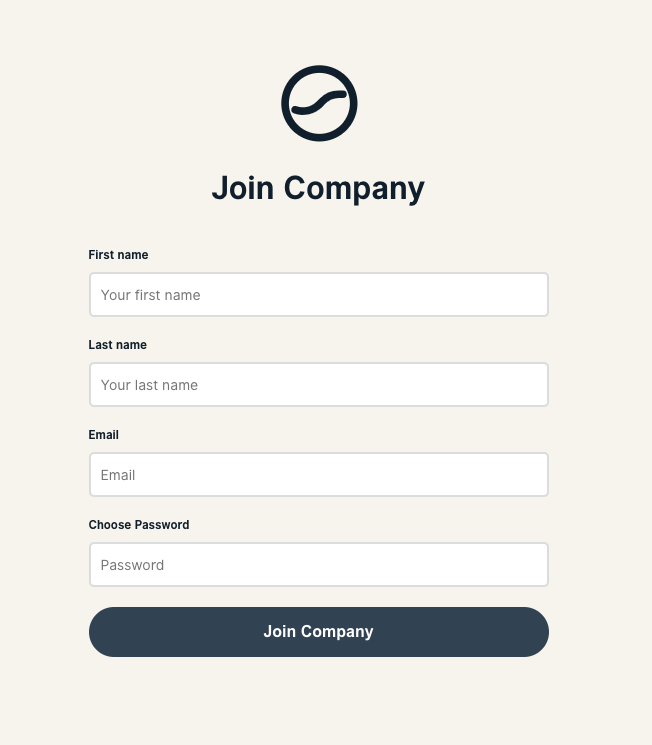 Join Company
First name
Your first name
Last name
Your last name
Email
Email
Choose Password
Password
Join Company